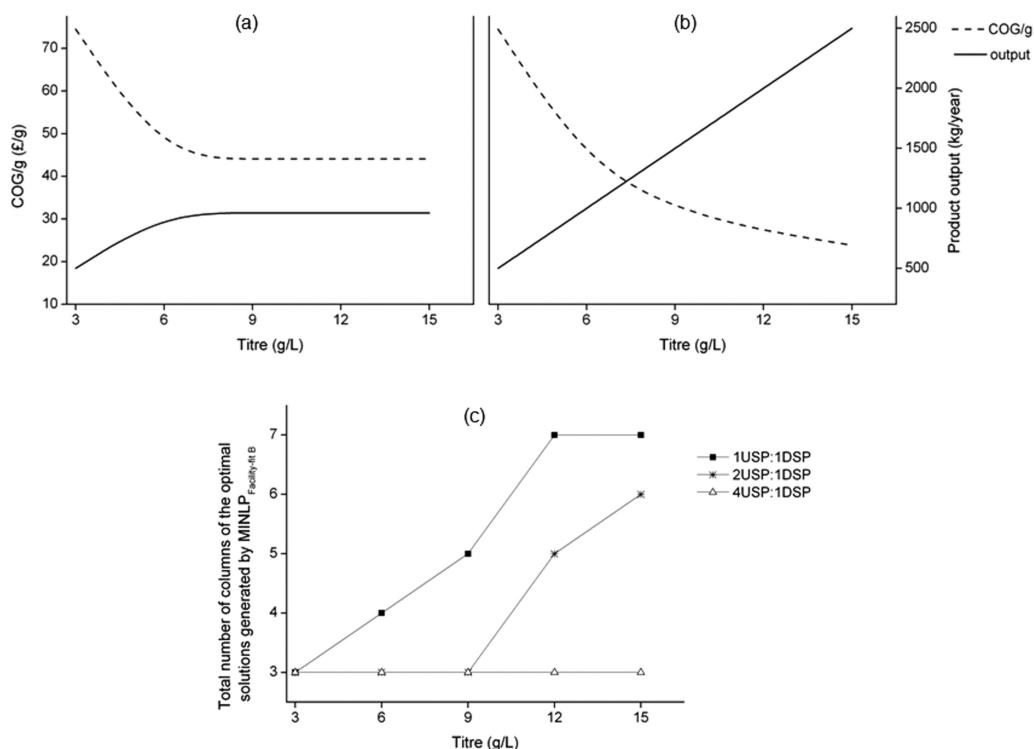 (a)
(b)
COG/g
output
COG/g (£/g)
70
60
50
40
30
20
10
3
6
9
12
15
Titre (g/L)
3
6
9
12
15
Titre (g/L)
2500
2000
1500
1000
500
Product output (kg/year)
(c)
Total number of columns of the optimal
solutions generated by MINLP Facility-fit B
7
6
5
4
3
3
6
9
12
15
Titre (g/L)
1USP:1DSP
2USP:1DSP
4USP:1DSP